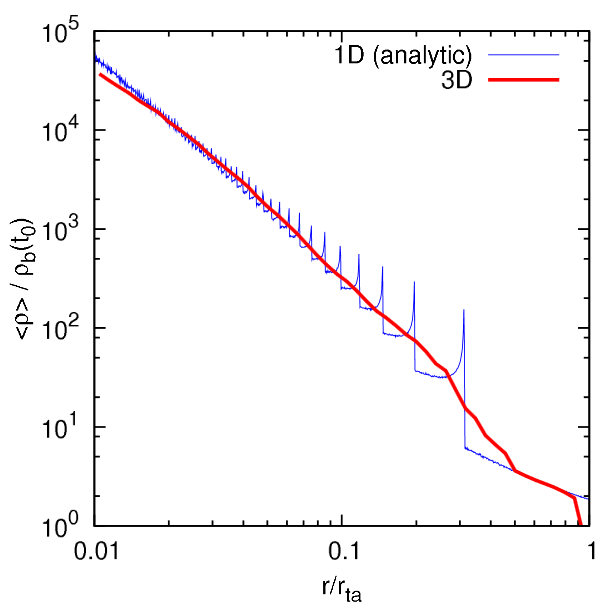 1D (analytic)
3D
10^5
10^4
10^3
10^2
10^1
10^0
<ρ> / ρ_b(t_0)
0.01
0.1
1
r/r_ta